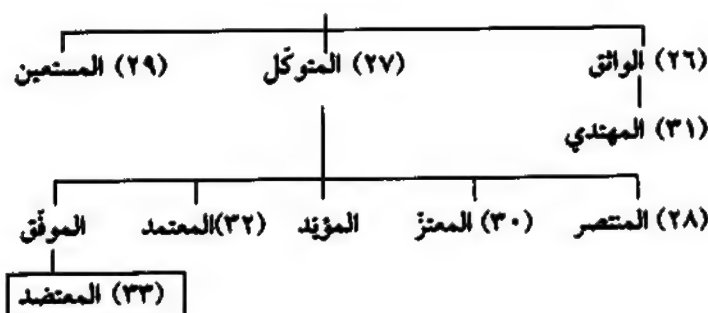 (٢٦) الواثق (٢٧) المتوكّل (٢٩) المستعين
(٣١) المهتدي
(٢٨) المنتصر (٣٠) المعتزّ المؤيّد (٣٢)المعتمد الموفّق
(٣٣) المعتضد